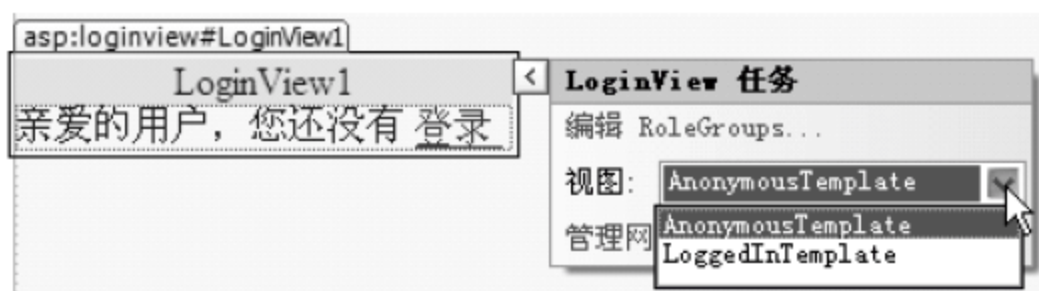 asp:loginview#LoginView1
LoginView1
亲爱的用户，您还没有 登录
LoginView 任务
编辑 RoleGroups...
视图: AnonymousTemplate
AnonymousTemplate
LoggedInTemplate
管理网